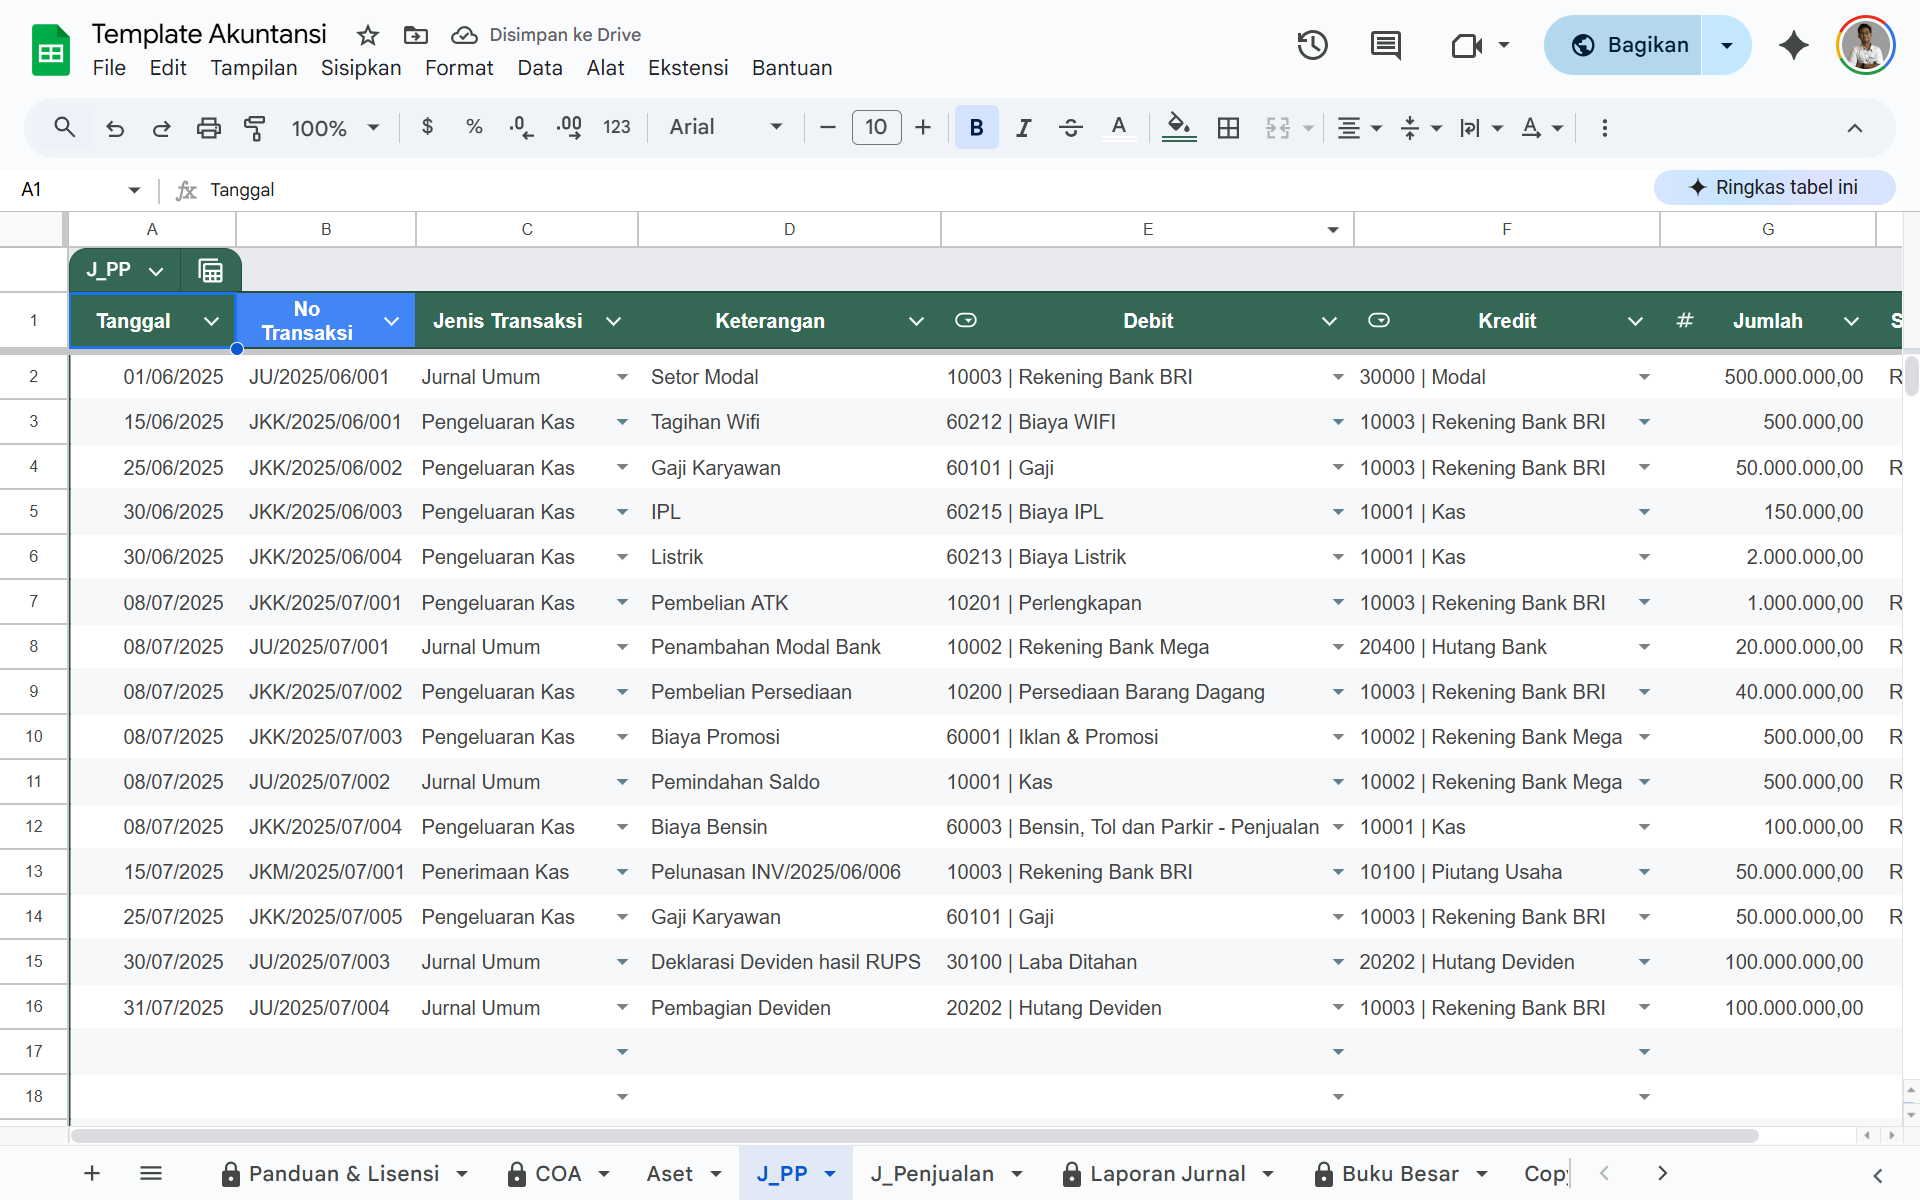 Template Akuntansi Disimpan ke Drive
File Edit Tampilan Sisipkan Format Data Alat Ekstensi Bantuan
Bagikan
100% $ % .0 .00 123 Arial 10 B I S A
A1 fx Tanggal
Ringkas tabel ini
A B C D E F G
J_PP
1 Tanggal No Transaksi Jenis Transaksi Keterangan Debit Kredit # Jumlah S
2 01/06/2025 JU/2025/06/001 Jurnal Umum Setor Modal 10003 | Rekening Bank BRI 30000 | Modal 500.000.000,00 R
3 15/06/2025 JKK/2025/06/001 Pengeluaran Kas Tagihan Wifi 60212 | Biaya WIFI 10003 | Rekening Bank BRI 500.000,00
4 25/06/2025 JKK/2025/06/002 Pengeluaran Kas Gaji Karyawan 60101 | Gaji 10003 | Rekening Bank BRI 50.000.000,00 R
5 30/06/2025 JKK/2025/06/003 Pengeluaran Kas IPL 60215 | Biaya IPL 10001 | Kas 150.000,00
6 30/06/2025 JKK/2025/06/004 Pengeluaran Kas Listrik 60213 | Biaya Listrik 10001 | Kas 2.000.000,00
7 08/07/2025 JKK/2025/07/001 Pengeluaran Kas Pembelian ATK 10201 | Perlengkapan 10003 | Rekening Bank BRI 1.000.000,00 R
8 08/07/2025 JU/2025/07/001 Jurnal Umum Penambahan Modal Bank 10002 | Rekening Bank Mega 20400 | Hutang Bank 20.000.000,00 R
9 08/07/2025 JKK/2025/07/002 Pengeluaran Kas Pembelian Persediaan 10200 | Persediaan Barang Dagang 10003 | Rekening Bank BRI 40.000.000,00 R
10 08/07/2025 JKK/2025/07/003 Pengeluaran Kas Biaya Promosi 60001 | Iklan & Promosi 10002 | Rekening Bank Mega 500.000,00 R
11 08/07/2025 JU/2025/07/002 Jurnal Umum Pemindahan Saldo 10001 | Kas 10002 | Rekening Bank Mega 500.000,00 R
12 08/07/2025 JKK/2025/07/004 Pengeluaran Kas Biaya Bensin 60003 | Bensin, Tol dan Parkir - Penjualan 10001 | Kas 100.000,00 R
13 15/07/2025 JKM/2025/07/001 Penerimaan Kas Pelunasan INV/2025/06/006 10003 | Rekening Bank BRI 10100 | Piutang Usaha 50.000.000,00 R
14 25/07/2025 JKK/2025/07/005 Pengeluaran Kas Gaji Karyawan 60101 | Gaji 10003 | Rekening Bank BRI 50.000.000,00 R
15 30/07/2025 JU/2025/07/003 Jurnal Umum Deklarasi Deviden hasil RUPS 30100 | Laba Ditahan 20202 | Hutang Deviden 100.000.000,00
16 31/07/2025 JU/2025/07/004 Jurnal Umum Pembagian Deviden 20202 | Hutang Deviden 10003 | Rekening Bank BRI 100.000.000,00
17
18
Panduan & Lisensi COA Aset J_PP J_Penjualan Laporan Jurnal Buku Besar Cop